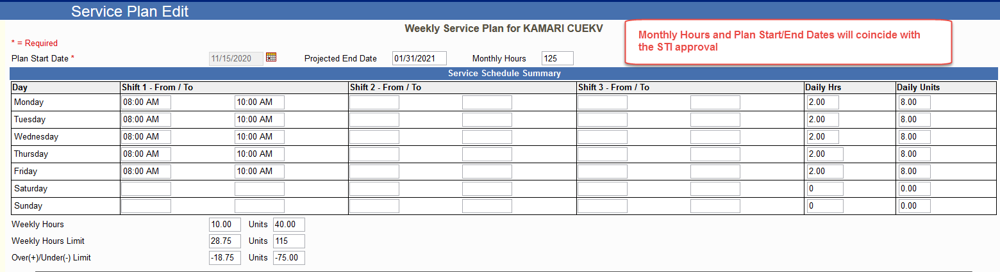 Service Plan Edit
Weekly Service Plan for KAMARI CUEKV
Monthly Hours and Plan Start/End Dates will coincide with
the STI approval
* = Required
Plan Start Date * 11/15/2020 Projected End Date 01/31/2021 Monthly Hours 125
Service Schedule Summary
Day Shift 1 - From / To Shift 2 - From / To Shift 3 - From / To Daily Hrs Daily Units
Monday 08:00 AM 10:00 AM 2.00 8.00
Tuesday 08:00 AM 10:00 AM 2.00 8.00
Wednesday 08:00 AM 10:00 AM 2.00 8.00
Thursday 08:00 AM 10:00 AM 2.00 8.00
Friday 08:00 AM 10:00 AM 2.00 8.00
Saturday 0 0.00
Sunday 0 0.00
Weekly Hours 10.00 Units 40.00
Weekly Hours Limit 28.75 Units 115
Over(+)/Under(-) Limit -18.75 Units -75.00